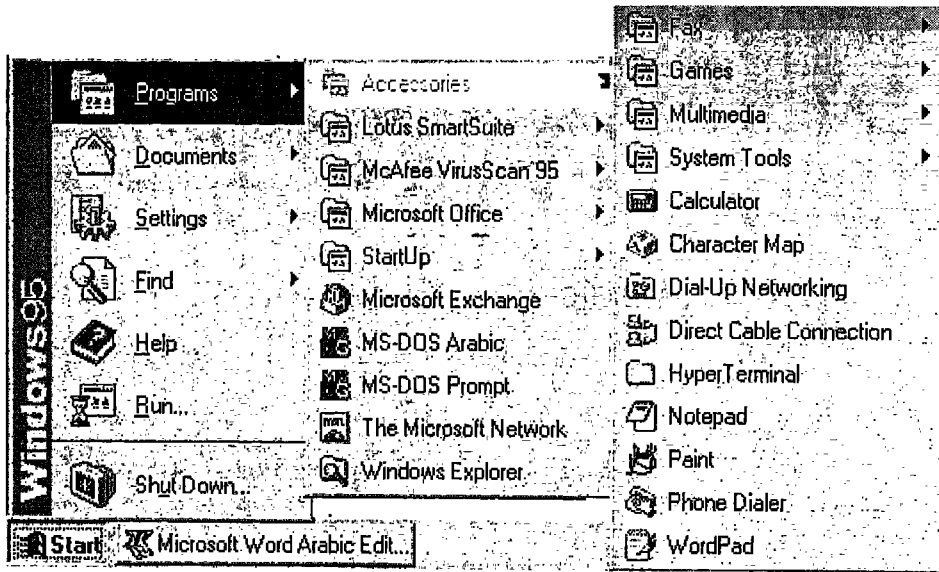 Programs
Documents
Settings
Find
Help
Run...
Shut Down...
Windows95
Accessories
Lotus SmartSuite
McAfee VirusScan'95
Microsoft Office
StartUp
Microsoft Exchange
MS-DOS Arabic
MS-DOS Prompt
The Microsoft Network
Windows Explorer
Fax
Games
Multimedia
System Tools
Calculator
Character Map
Dial-Up Networking
Direct Cable Connection
HyperTerminal
Notepad
Paint
Phone Dialer
WordPad
Start
Microsoft Word Arabic Edit...